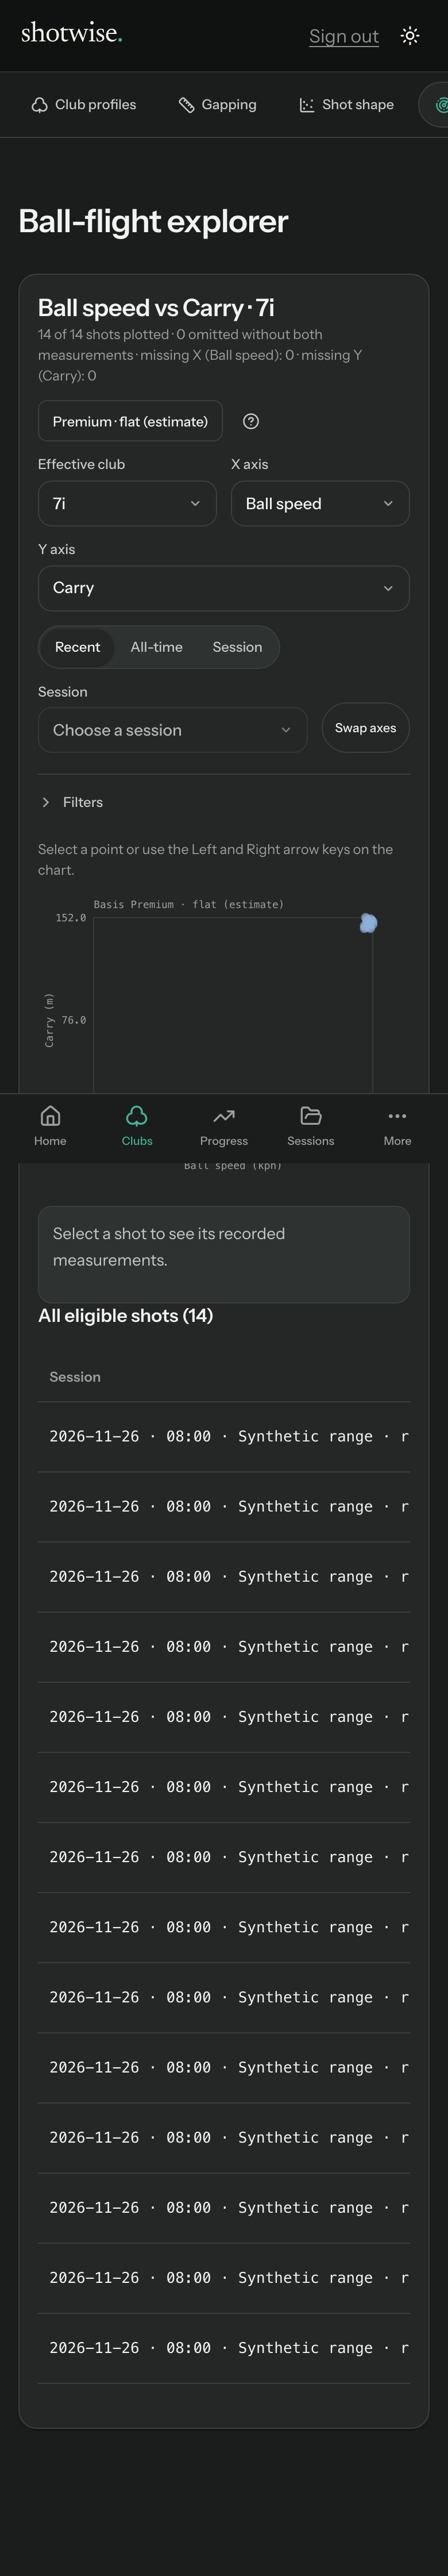 shotwise.
Sign out
Club profiles
Gapping
Shot shape
Ball-flight explorer
Ball speed vs Carry · 7i
14 of 14 shots plotted · 0 omitted without both
measurements · missing X (Ball speed): 0 · missing Y
(Carry): 0
Premium · flat (estimate)
Effective club
X axis
7i
Ball speed
Y axis
Carry
Recent
All-time
Session
Session
Choose a session
Swap axes
Filters
Select a point or use the Left and Right arrow keys on the
chart.
Basis Premium · flat (estimate)
152.0
Carry (m)
76.0
Home
Clubs
Progress
Sessions
More
Ball speed (kph)
Select a shot to see its recorded
measurements.
All eligible shots (14)
Session
2026-11-26 · 08:00 · Synthetic range · r
2026-11-26 · 08:00 · Synthetic range · r
2026-11-26 · 08:00 · Synthetic range · r
2026-11-26 · 08:00 · Synthetic range · r
2026-11-26 · 08:00 · Synthetic range · r
2026-11-26 · 08:00 · Synthetic range · r
2026-11-26 · 08:00 · Synthetic range · r
2026-11-26 · 08:00 · Synthetic range · r
2026-11-26 · 08:00 · Synthetic range · r
2026-11-26 · 08:00 · Synthetic range · r
2026-11-26 · 08:00 · Synthetic range · r
2026-11-26 · 08:00 · Synthetic range · r
2026-11-26 · 08:00 · Synthetic range · r
2026-11-26 · 08:00 · Synthetic range · r